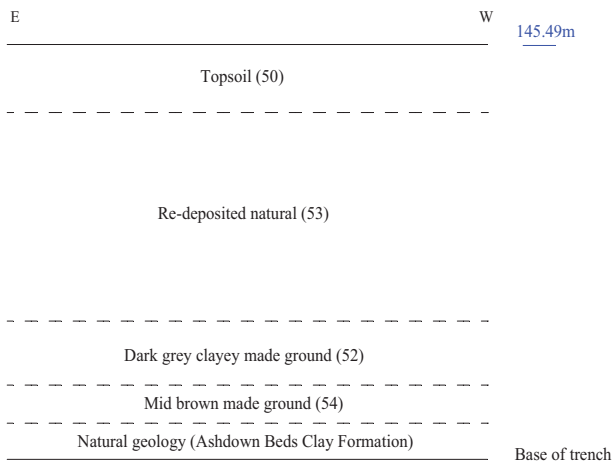 E
W
145.49m
Topsoil (50)
Re-deposited natural (53)
Dark grey clayey made ground (52)
Mid brown made ground (54)
Natural geology (Ashdown Beds Clay Formation)
Base of trench